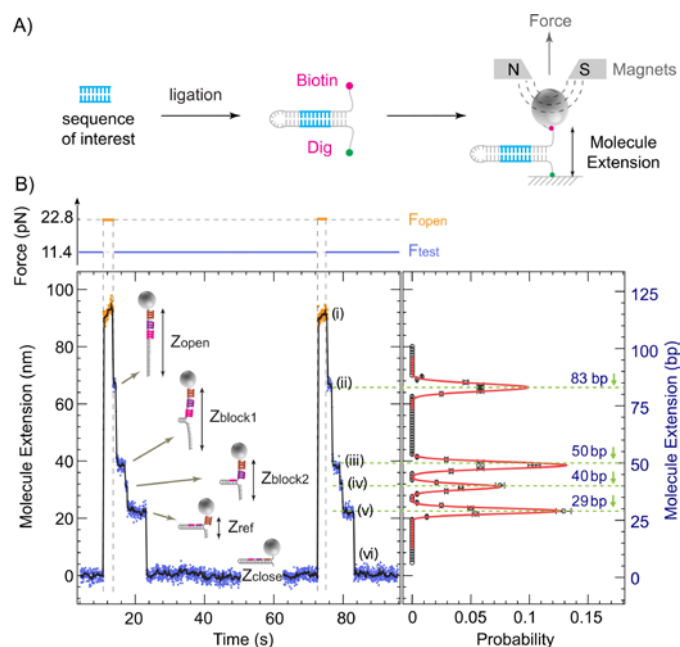 A)
Force
N
S
Magnets
Biotin
ligation
sequence
of interest
Dig
Molecule
Extension
B)
Force (pN)
22.8
11.4
Fopen
Ftest
Molecule Extension (nm)
100
80
60
40
20
0
Zopen
Zblock1
Zblock2
Zref
Zclose
(i)
(ii)
(iii)
(iv)
(v)
(vi)
20
40
60
80
Time (s)
83 bp
50 bp
40 bp
29 bp
0
0.05
0.1
0.15
Probability
125
100
75
50
25
0
Molecule Extension (bp)